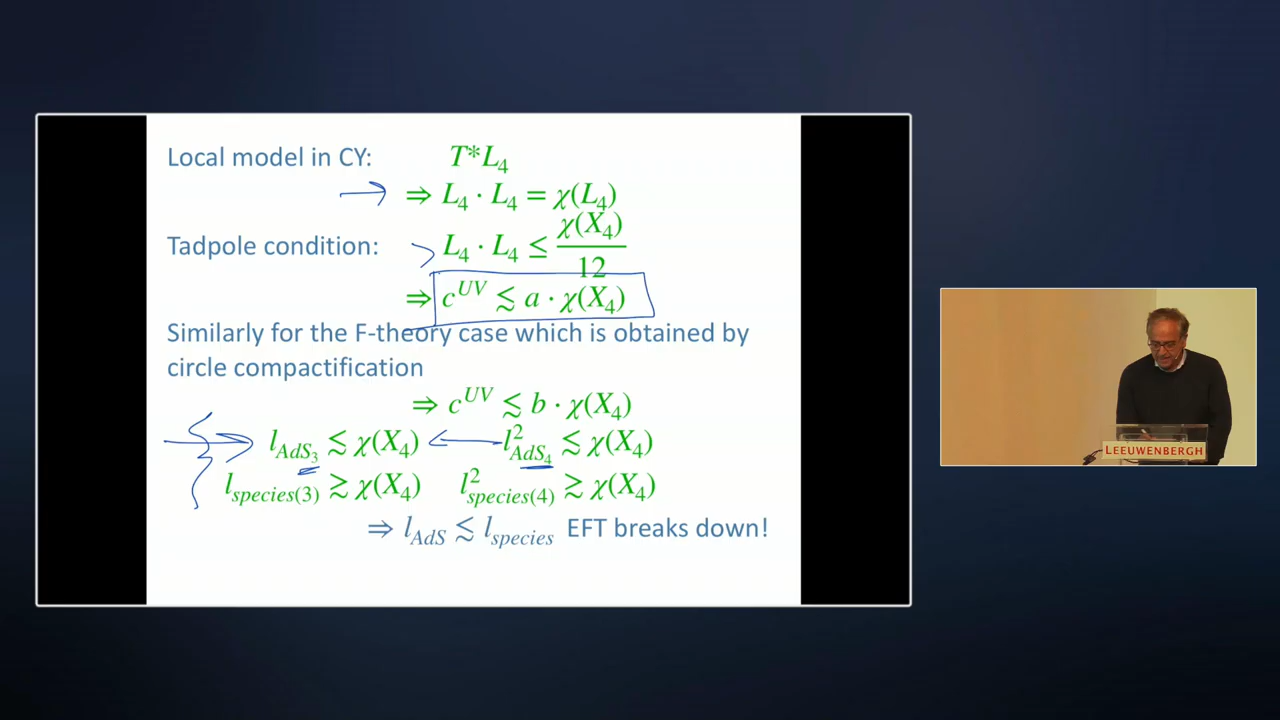 Local model in CY: T*L₄
⇒ L₄ · L₄ = χ(L₄)
Tadpole condition: L₄ · L₄ ≤ χ(X₄)/12
⇒ c^UV ≲ a · χ(X₄)
Similarly for the F-theory case which is obtained by
circle compactification
⇒ c^UV ≲ b · χ(X₄)
l_AdS₃ ≲ χ(X₄) l²_AdS₄ ≲ χ(X₄)
l_species(3) ≳ χ(X₄) l²_species(4) ≳ χ(X₄)
⇒ l_AdS ≲ l_species EFT breaks down!
LEEUWENBERGH